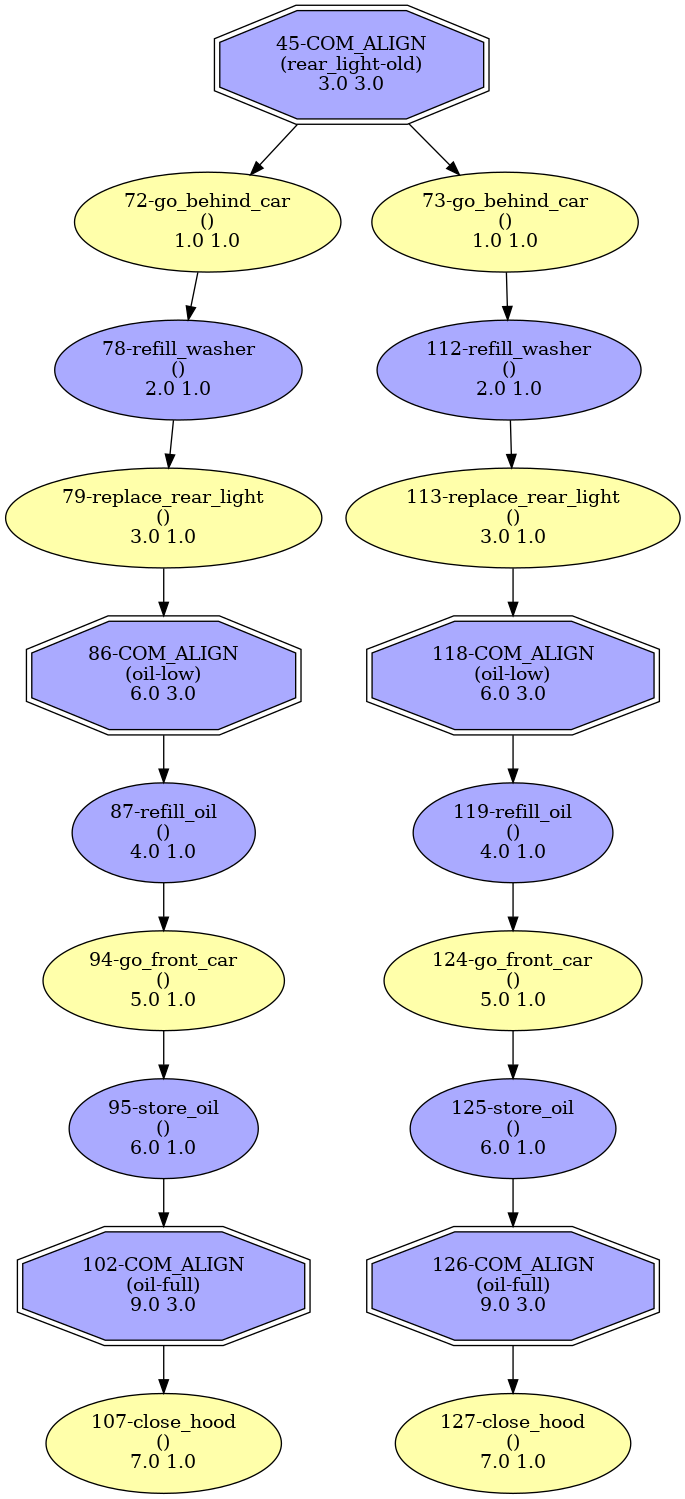 45-COM_ALIGN
(rear_light-old)
3.0 3.0
72-go_behind_car
()
1.0 1.0
73-go_behind_car
()
1.0 1.0
78-refill_washer
()
2.0 1.0
112-refill_washer
()
2.0 1.0
79-replace_rear_light
()
3.0 1.0
113-replace_rear_light
()
3.0 1.0
86-COM_ALIGN
(oil-low)
6.0 3.0
118-COM_ALIGN
(oil-low)
6.0 3.0
87-refill_oil
()
4.0 1.0
119-refill_oil
()
4.0 1.0
94-go_front_car
()
5.0 1.0
124-go_front_car
()
5.0 1.0
95-store_oil
()
6.0 1.0
125-store_oil
()
6.0 1.0
102-COM_ALIGN
(oil-full)
9.0 3.0
126-COM_ALIGN
(oil-full)
9.0 3.0
107-close_hood
()
7.0 1.0
127-close_hood
()
7.0 1.0